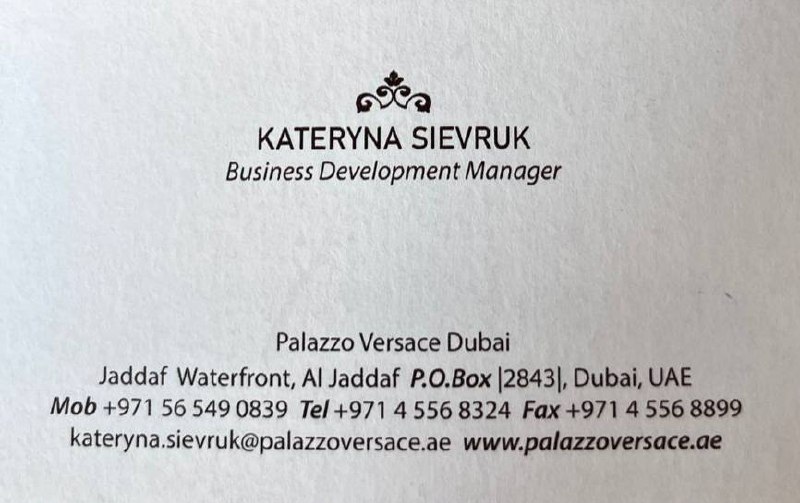 KATERYNA SIEVRUK
Business Development Manager
Palazzo Versace Dubai
Jaddaf Waterfront, Al Jaddaf P.O.Box |2843|, Dubai, UAE
Mob +971 56 549 0839 Tel +971 4 556 8324 Fax +971 4 556 8899
kateryna.sievruk@palazzoversace.ae www.palazzoversace.ae